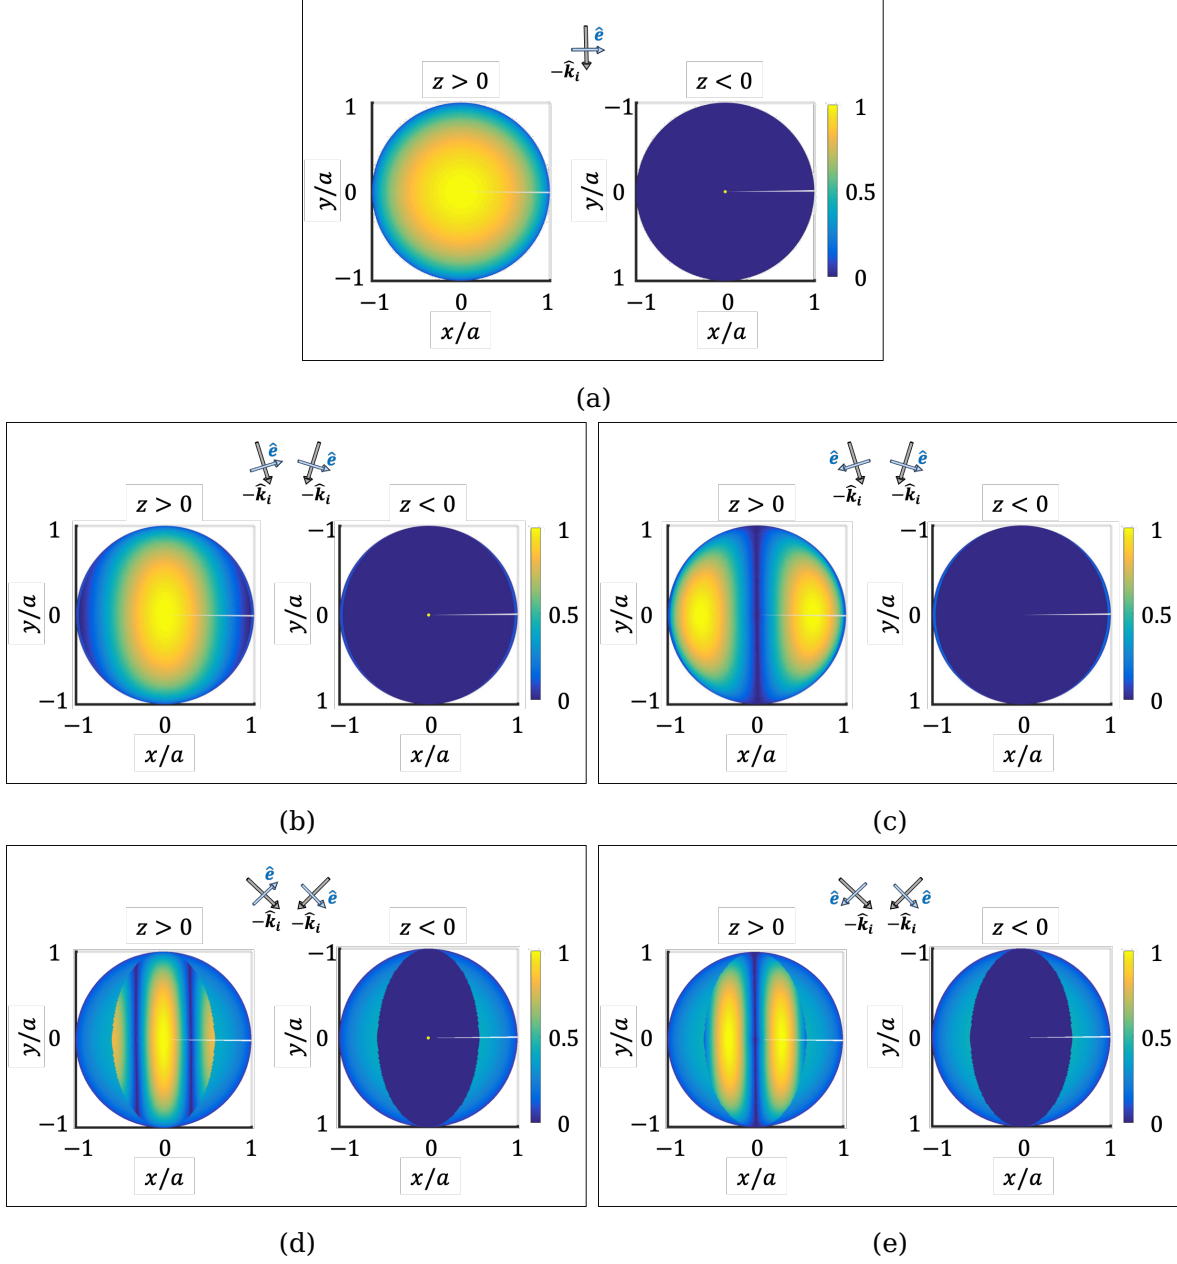 ê
−k̂ᵢ
z > 0 z < 0
1 −1 1
y/a 0 y/a 0 0.5
−1 1 0
−1 0 1 −1 0 1
x/a x/a
(a)
ê ê
−k̂ᵢ −k̂ᵢ
z > 0 z < 0
1 −1 1
y/a 0 y/a 0 0.5
−1 1 0
−1 0 1 −1 0 1
x/a x/a
(b)
ê ê
−k̂ᵢ −k̂ᵢ
z > 0 z < 0
1 −1 1
y/a 0 y/a 0 0.5
−1 1 0
−1 0 1 −1 0 1
x/a x/a
(c)
ê ê
−k̂ᵢ −k̂ᵢ
z > 0 z < 0
1 −1 1
y/a 0 y/a 0 0.5
−1 1 0
−1 0 1 −1 0 1
x/a x/a
(d)
ê ê
−k̂ᵢ −k̂ᵢ
z > 0 z < 0
1 −1 1
y/a 0 y/a 0 0.5
−1 1 0
−1 0 1 −1 0 1
x/a x/a
(e)